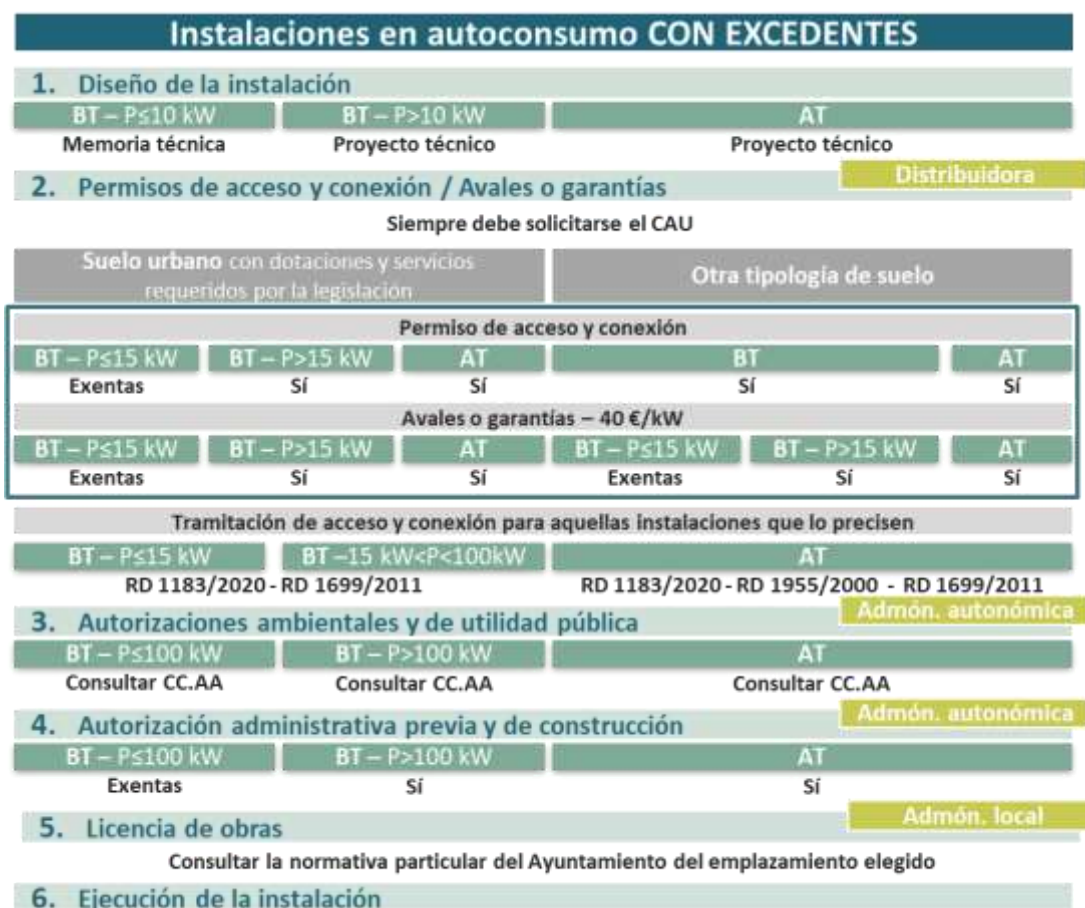 Instalaciones en autoconsumo CON EXCEDENTES
1. Diseño de la instalación
BT – P≤10 kW BT – P>10 kW AT
Memoria técnica Proyecto técnico Proyecto técnico
Distribuidora
2. Permisos de acceso y conexión / Avales o garantías
Siempre debe solicitarse el CAU
Suelo urbano con dotaciones y servicios
requeridos por la legislación
Otra tipología de suelo
Permiso de acceso y conexión
BT – P≤15 kW BT – P>15 kW AT BT AT
Exentas Sí Sí Sí Sí
Avales o garantías – 40 €/kW
BT – P≤15 kW BT – P>15 kW AT BT – P≤15 kW BT – P>15 kW AT
Exentas Sí Sí Exentas Sí Sí
Tramitación de acceso y conexión para aquellas instalaciones que lo precisen
BT – P≤15 kW BT –15 kW<P<100kW AT
RD 1183/2020 - RD 1699/2011 RD 1183/2020 - RD 1955/2000 - RD 1699/2011
Admón. autonómica
3. Autorizaciones ambientales y de utilidad pública
BT – P≤100 kW BT – P>100 kW AT
Consultar CC.AA Consultar CC.AA Consultar CC.AA
Admón. autonómica
4. Autorización administrativa previa y de construcción
BT – P≤100 kW BT – P>100 kW AT
Exentas Sí Sí
Admón. local
5. Licencia de obras
Consultar la normativa particular del Ayuntamiento del emplazamiento elegido
6. Ejecución de la instalación